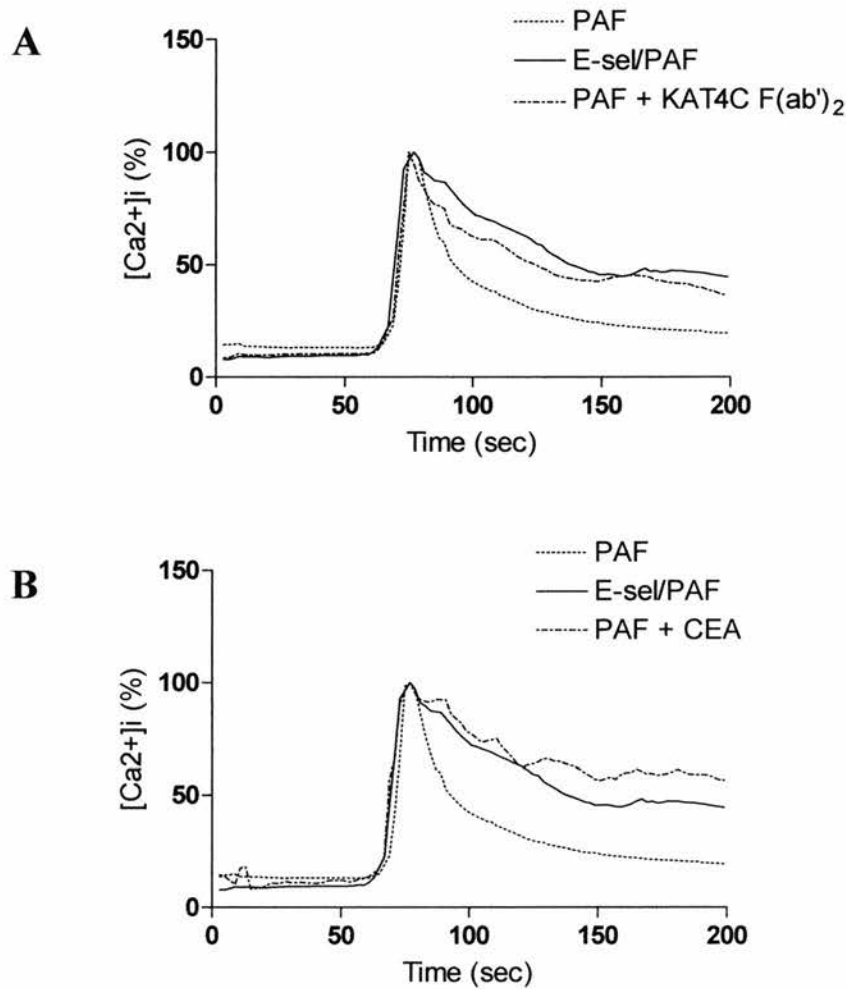 A
PAF
E-sel/PAF
PAF + KAT4C F(ab')2
[Ca2+]i (%)
150
100
50
0
0 50 100 150 200
Time (sec)
B
PAF
E-sel/PAF
PAF + CEA
[Ca2+]i (%)
150
100
50
0
0 50 100 150 200
Time (sec)